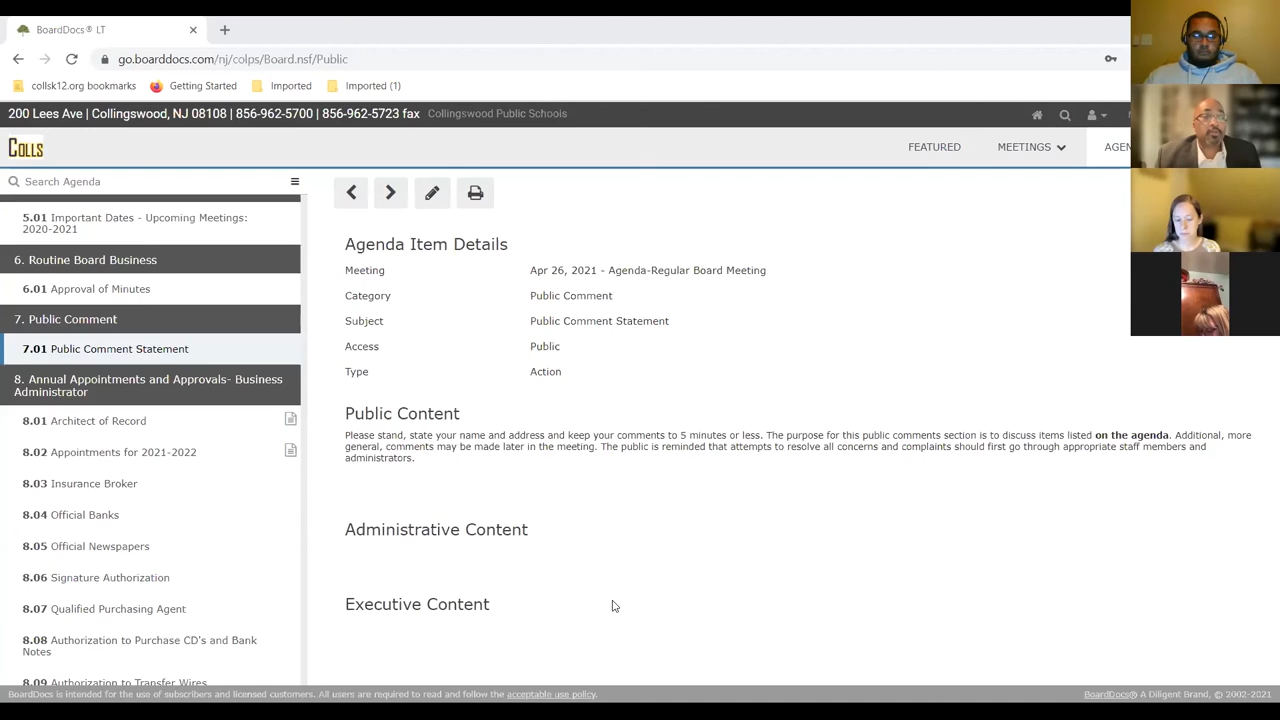 BoardDocs® LT
go.boarddocs.com/nj/colps/Board.nsf/Public
collsk12.org bookmarks
Getting Started
Imported
Imported (1)
200 Lees Ave | Collingswood, NJ 08108 | 856-962-5700 | 856-962-5723 fax
Collingswood Public Schools
COLLS
FEATURED
MEETINGS
AGEN
Search Agenda
5.01 Important Dates - Upcoming Meetings:
2020-2021
6. Routine Board Business
6.01 Approval of Minutes
7. Public Comment
7.01 Public Comment Statement
8. Annual Appointments and Approvals- Business
Administrator
8.01 Architect of Record
8.02 Appointments for 2021-2022
8.03 Insurance Broker
8.04 Official Banks
8.05 Official Newspapers
8.06 Signature Authorization
8.07 Qualified Purchasing Agent
8.08 Authorization to Purchase CD's and Bank
Notes
8.09 Authorization to Transfer Wires
Agenda Item Details
Meeting Apr 26, 2021 - Agenda-Regular Board Meeting
Category Public Comment
Subject Public Comment Statement
Access Public
Type Action
Public Content
Please stand, state your name and address and keep your comments to 5 minutes or less. The purpose for this public comments section is to discuss items listed on the agenda. Additional, more
general, comments may be made later in the meeting. The public is reminded that attempts to resolve all concerns and complaints should first go through appropriate staff members and
administrators.
Administrative Content
Executive Content
BoardDocs is intended for the use of subscribers and licensed customers. All users are required to read and follow the acceptable use policy.
BoardDocs® A Diligent Brand, © 2002-2021